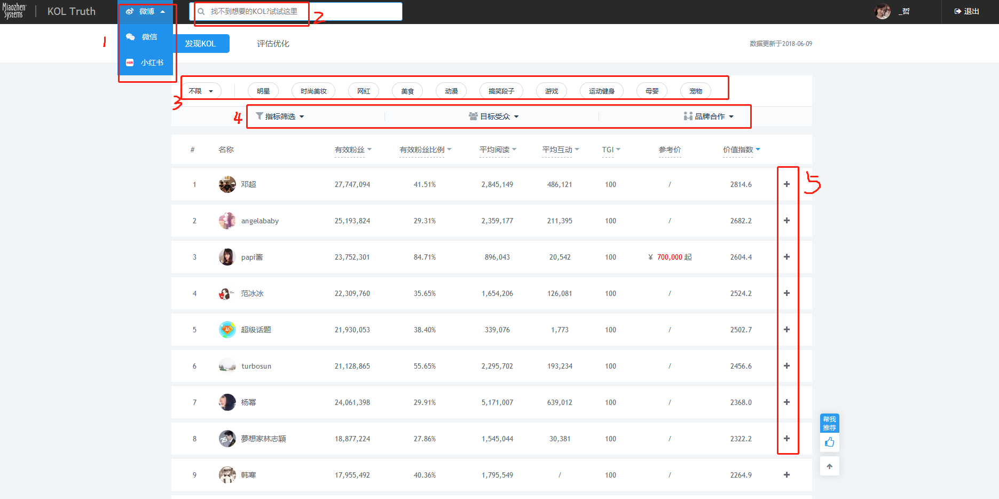 Miaozhen Systems | KOL Truth 微博 找不到想要的KOL?试试这里 2 _哲 退出
1 微信 发现KOL 评估优化 数据更新于2018-06-09
小红书
3 不限 明星 时尚美妆 网红 美食 动漫 搞笑段子 游戏 运动健身 母婴 宠物
4 指标筛选 目标受众 品牌合作
# 名称 有效粉丝 有效粉丝比例 平均阅读 平均互动 TGI 参考价 价值指数
1 邓超 27,747,094 41.51% 2,845,149 486,121 100 / 2814.6 + 5
2 angelababy 25,193,824 29.31% 2,359,177 211,395 100 / 2682.2 +
3 papi酱 23,752,301 84.71% 896,043 20,542 100 ¥ 700,000 起 2604.4 +
4 范冰冰 22,309,760 35.65% 1,654,206 126,081 100 / 2524.2 +
5 超级话题 21,930,053 38.40% 339,076 1,773 100 / 2502.7 +
6 turbosun 21,128,865 55.65% 2,295,702 193,234 100 / 2456.6 +
7 杨幂 24,061,398 29.91% 5,171,007 639,012 100 / 2368.0 +
8 夢想家林志穎 18,877,224 27.86% 1,545,044 30,381 100 / 2322.2 +
9 韩寒 17,955,492 40.36% 1,795,549 / 100 / 2264.9 +
帮我
推荐